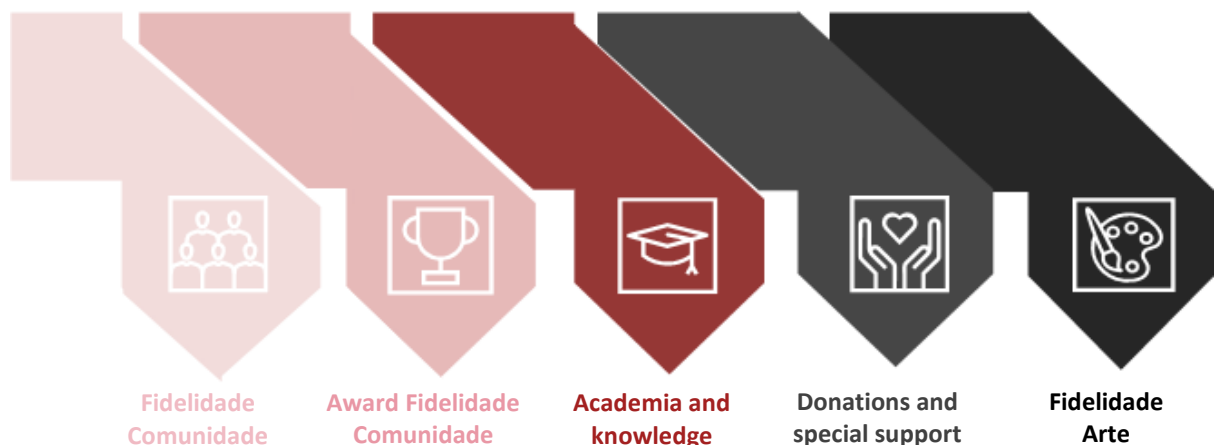 Fidelidade
Comunidade
Award Fidelidade
Comunidade
Academia and
knowledge
Donations and
special support
Fidelidade
Arte